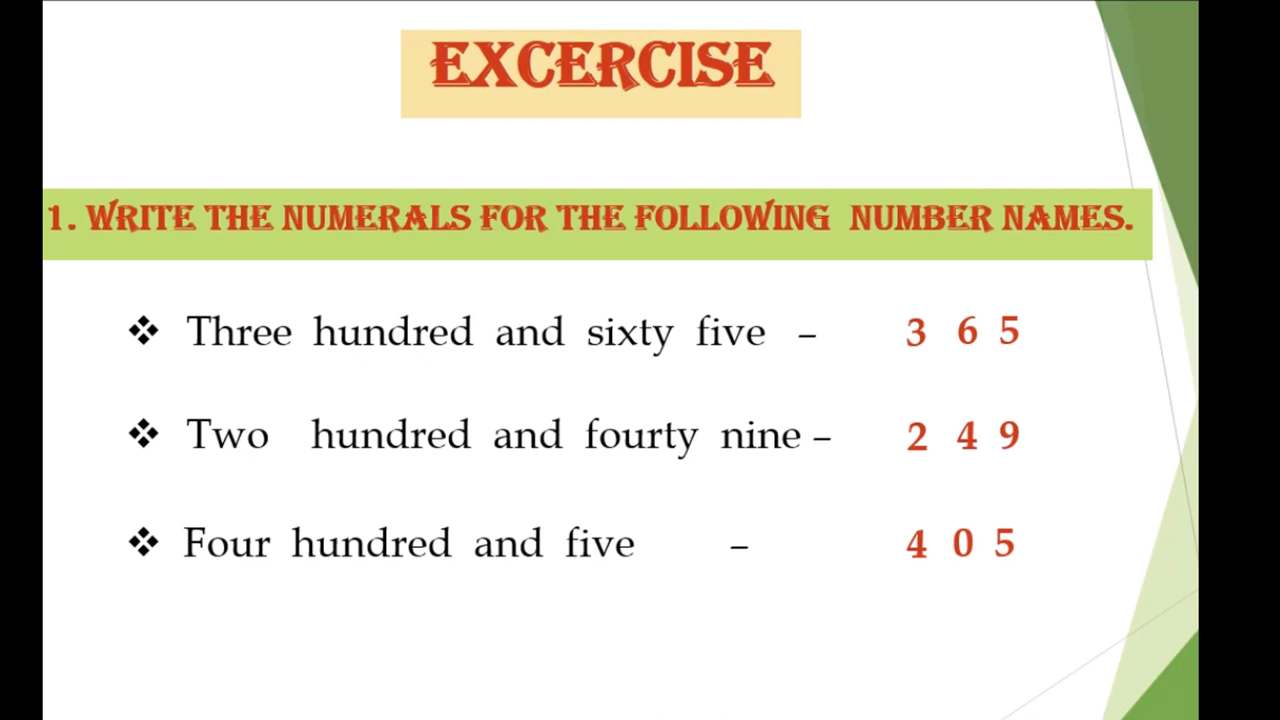 EXCERCISE
1. WRITE THE NUMERALS FOR THE FOLLOWING NUMBER NAMES.
❖ Three hundred and sixty five – 3 6 5
❖ Two hundred and fourty nine – 2 4 9
❖ Four hundred and five – 4 0 5